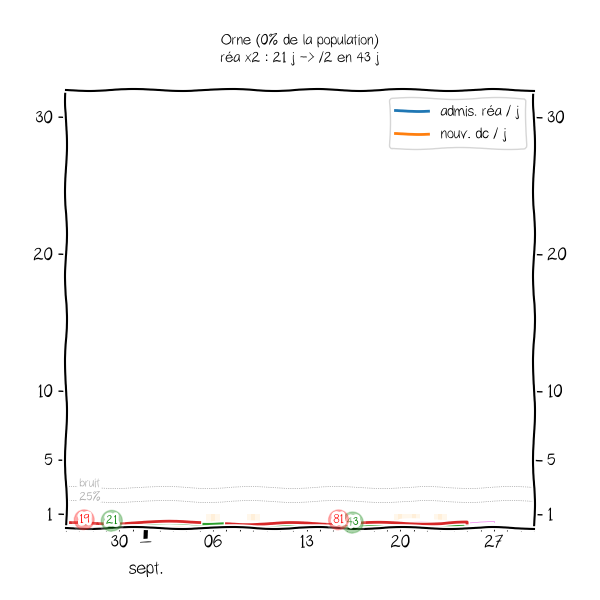 Orne (0% de la population)
réa x2 : 21 j -> /2 en 43 j
admis. réa / j
nouv. dc / j
30 30
20 20
10 10
5 5
bruit
25%
1 19 21 81 43 1
30 06 13 20 27
sept.